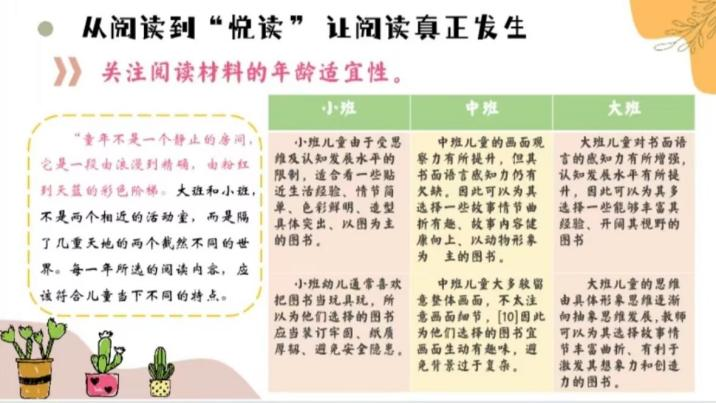 从阅读到“悦读” 让阅读真正发生
关注阅读材料的年龄适宜性。
“童年不是一个静止的房间，
它是一段由浪漫到精确，由粉红
到天蓝的彩色阶梯。大班和小班，
不是两个相近的活动室，而是隔
了几重天地的两个截然不同的世
界。每一年所选的阅读内容，应
该符合儿童当下不同的特点。
小班
中班
大班
小班儿童由于受思
维及认知发展水平的
限制，适合看一些贴
近生活经验、情节简
单、色彩鲜明、造型
具体突出、以图为主
的图书。
中班儿童的画面观
察力有所提升，但其
书面语言感知力仍有
欠缺。因此可以为其
选择一些故事情节曲
折有趣、故事内容健
康向上、以动物形象
为 主的图书。
大班儿童对书面语
言的感知力有所增强，
认知发展水平有所提
升，因此可以为其多
选择一些能够丰富其
经验、开阔其视野的
图书
小班幼儿通常喜欢
把图书当玩具玩，所
以为他们选择的图书
应当装订牢固、纸质
厚韧、避免安全隐患。
中班儿童大多较留
意整体画面，不太注
意画面细节，[10]因此
为他们选择的图书宜
画面生动有趣味，避
免背景过于复杂。
大班儿童的思维
由具体形象思维逐渐
向抽象思维发展，教师
可以为其选择故事情
节丰富曲折、有利于
激发其想象力和创造
力的图书。